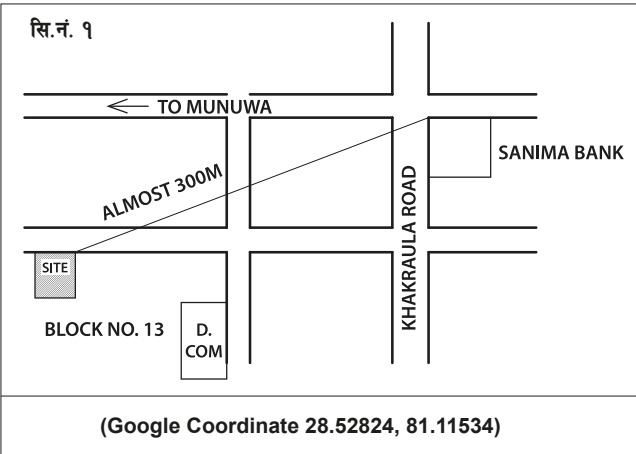 सि.नं. १
← TO MUNUWA
SANIMA BANK
ALMOST 300M
KHAKRAULA ROAD
SITE
BLOCK NO. 13
D.
COM
(Google Coordinate 28.52824, 81.11534)